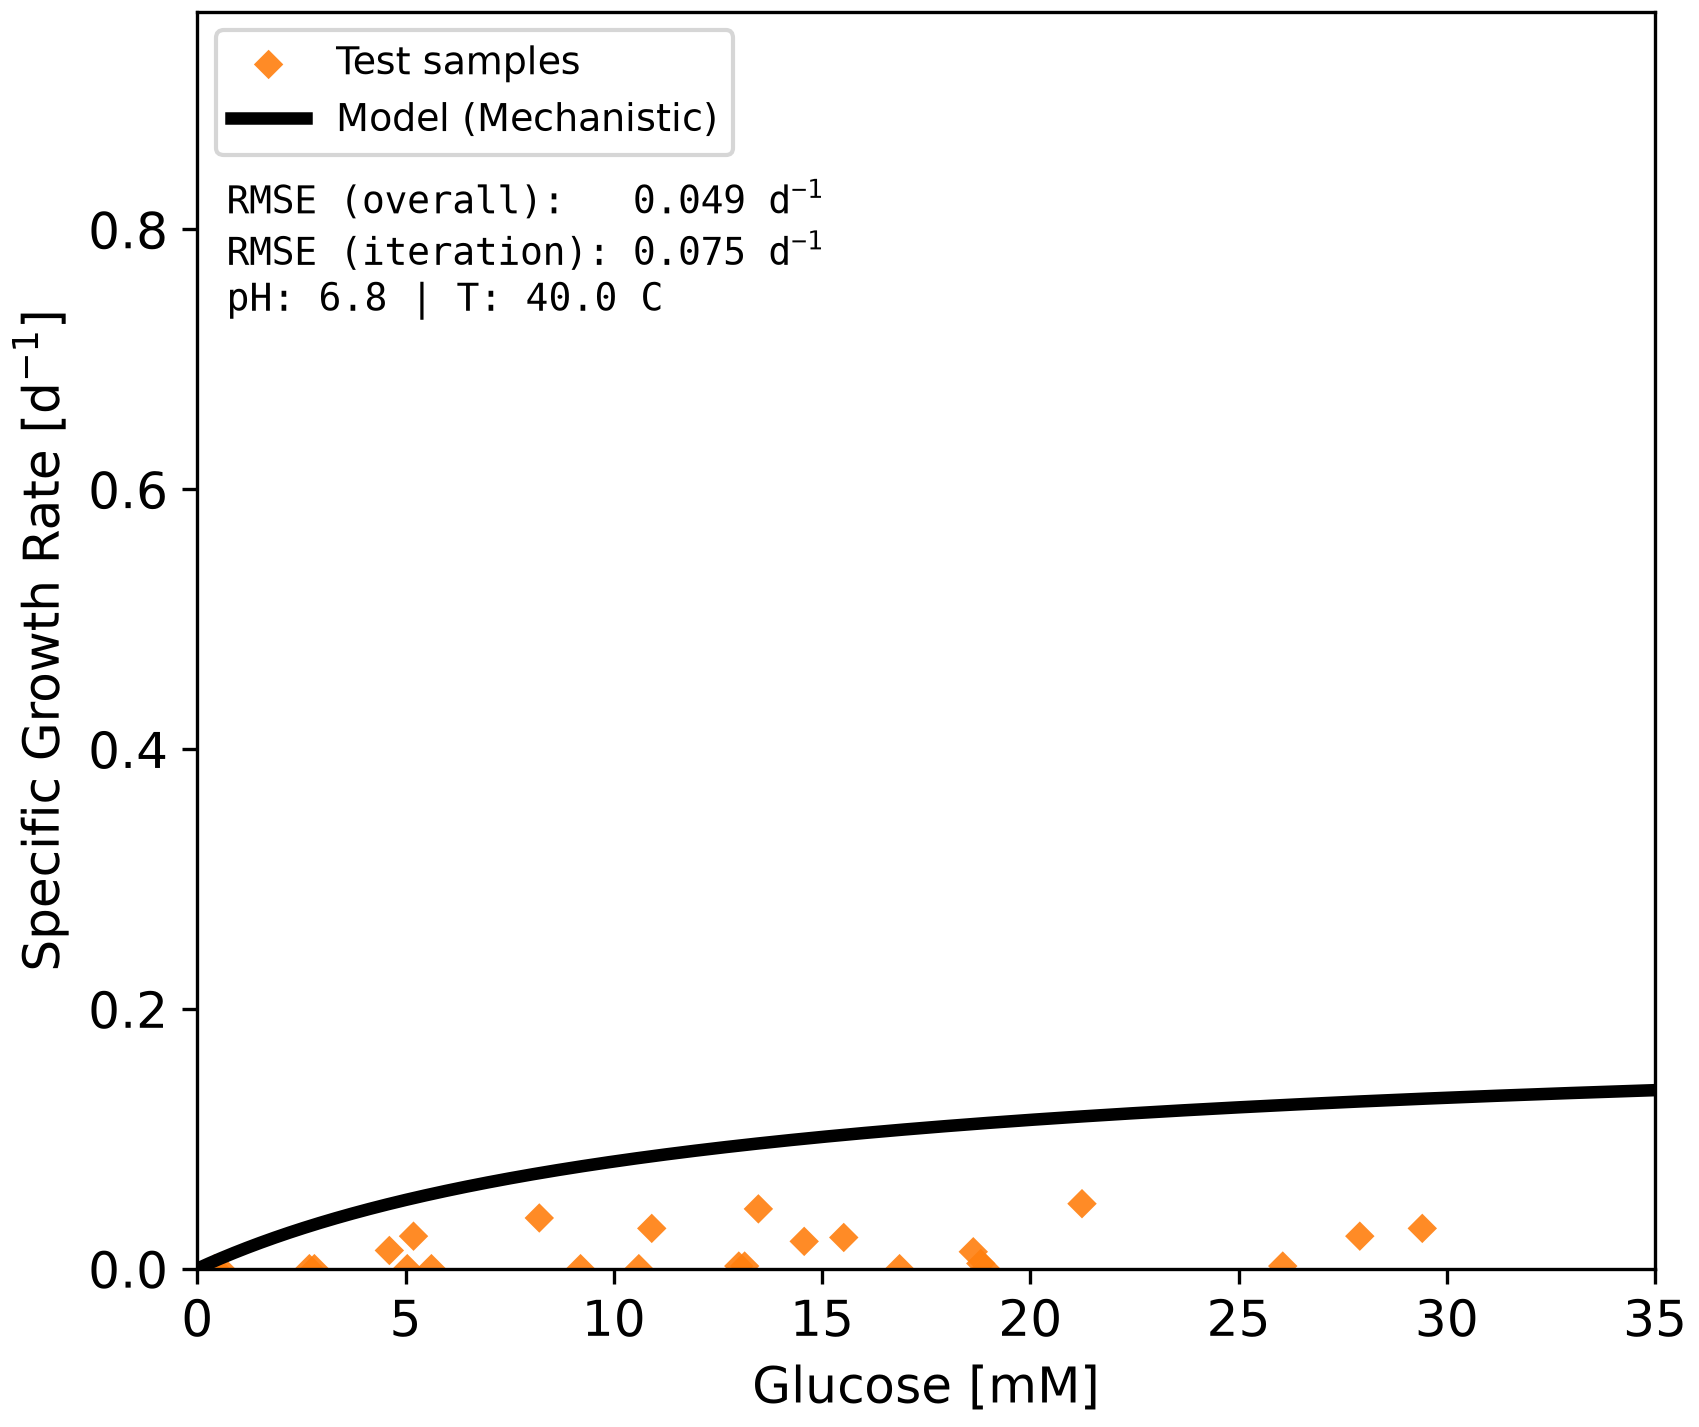 Test samples
Model (Mechanistic)
RMSE (overall):   0.049 d⁻¹
RMSE (iteration): 0.075 d⁻¹
pH: 6.8 | T: 40.0 C
0.8
0.6
0.4
0.2
0.0
Specific Growth Rate [d⁻¹]
0 5 10 15 20 25 30 35
Glucose [mM]